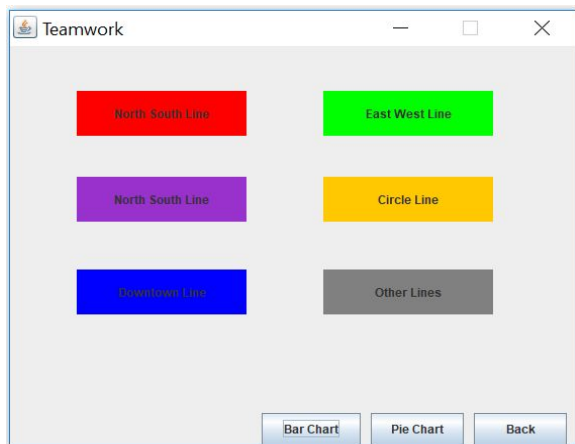 Teamwork
North South Line
East West Line
North South Line
Circle Line
Downtown Line
Other Lines
Bar Chart
Pie Chart
Back